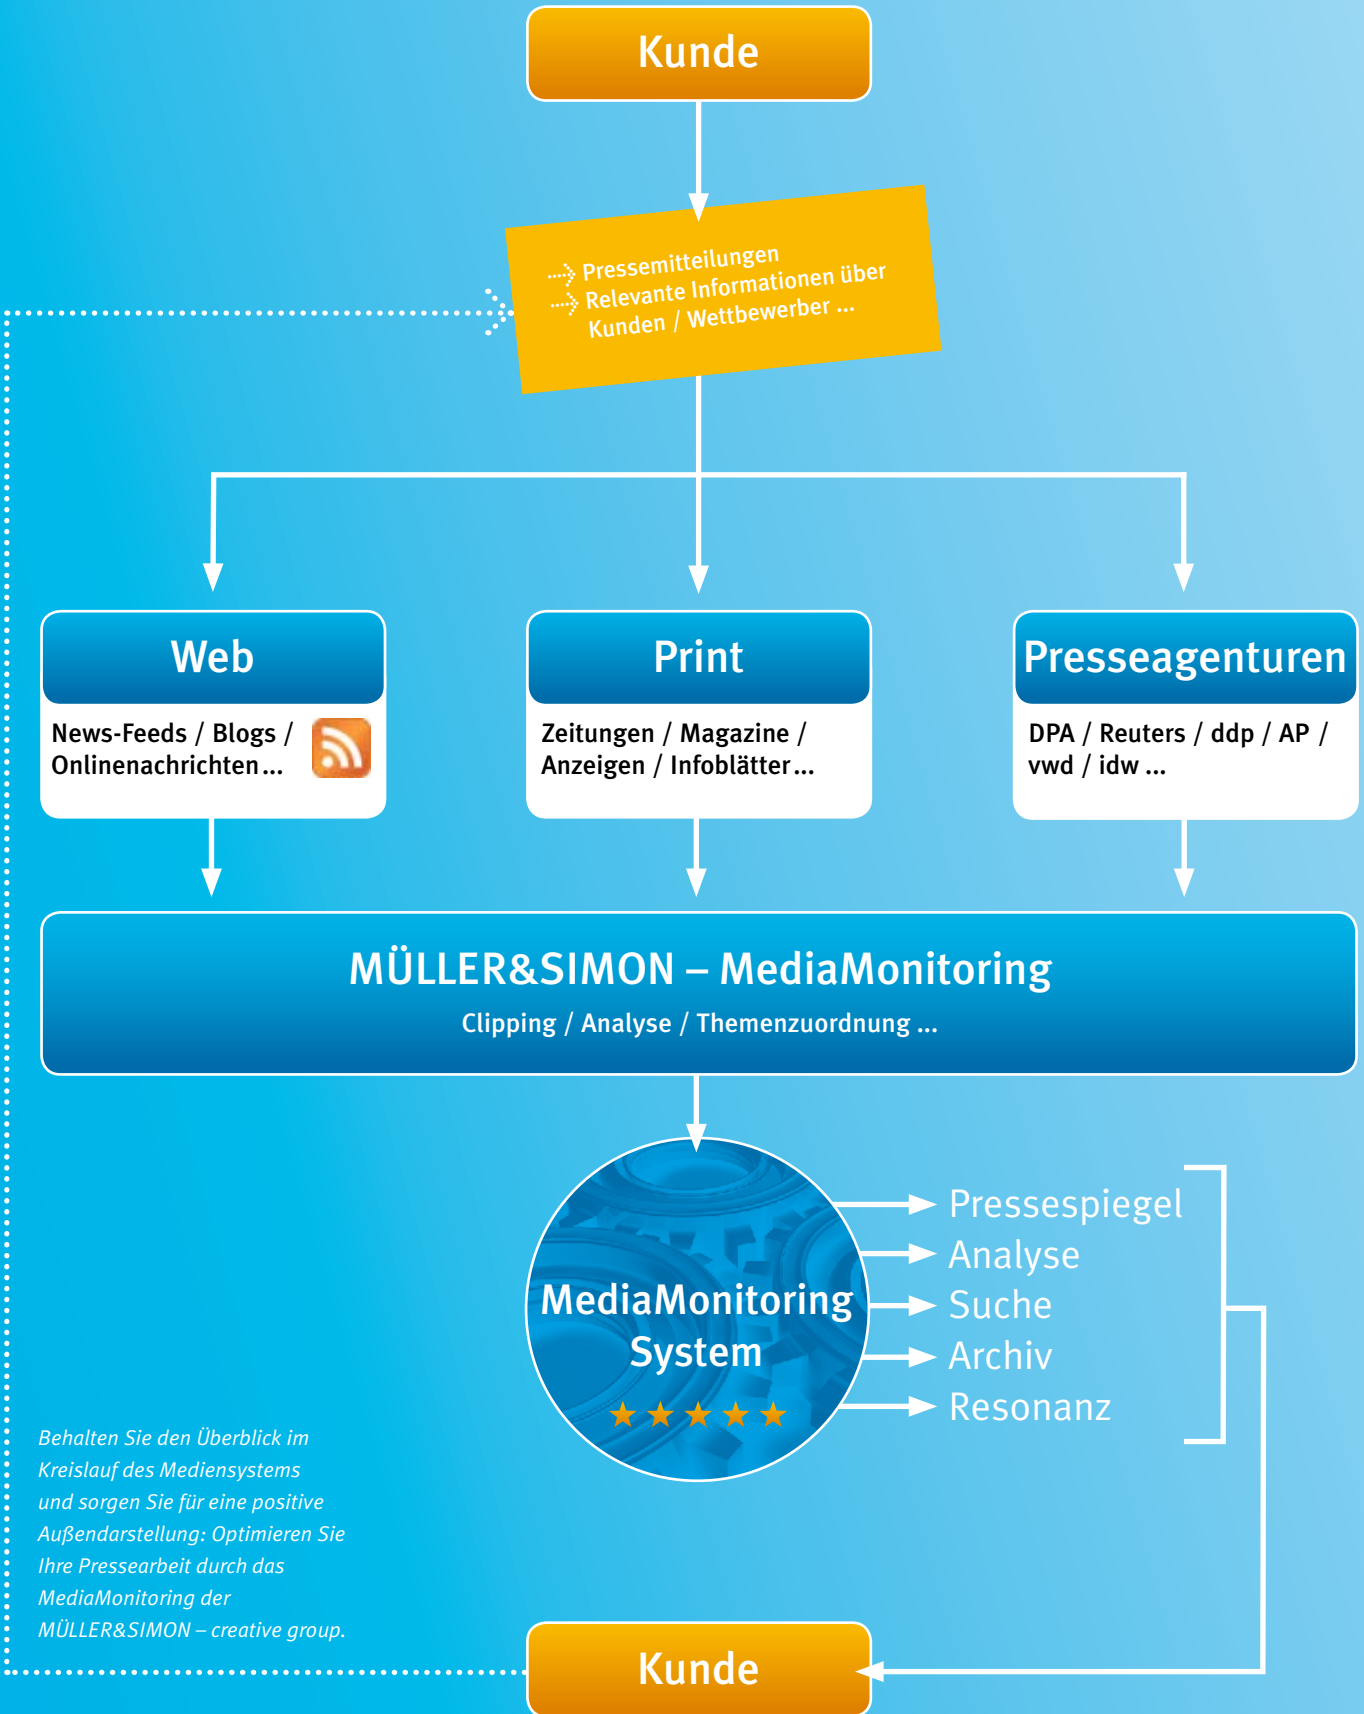 Kunde
Pressemitteilungen
Relevante Informationen über
Kunden / Wettbewerber ...
Web
News-Feeds / Blogs /
Onlinenachrichten ...
Print
Zeitungen / Magazine /
Anzeigen / Infoblätter ...
Presseagenturen
DPA / Reuters / ddp / AP /
vwd / idw ...
MÜLLER&SIMON – MediaMonitoring
Clipping / Analyse / Themenzuordnung ...
MediaMonitoring
System
Pressespiegel
Analyse
Suche
Archiv
Resonanz
Behalten Sie den Überblick im
Kreislauf des Mediensystems
und sorgen Sie für eine positive
Außendarstellung: Optimieren Sie
Ihre Pressearbeit durch das
MediaMonitoring der
MÜLLER&SIMON – creative group.
Kunde